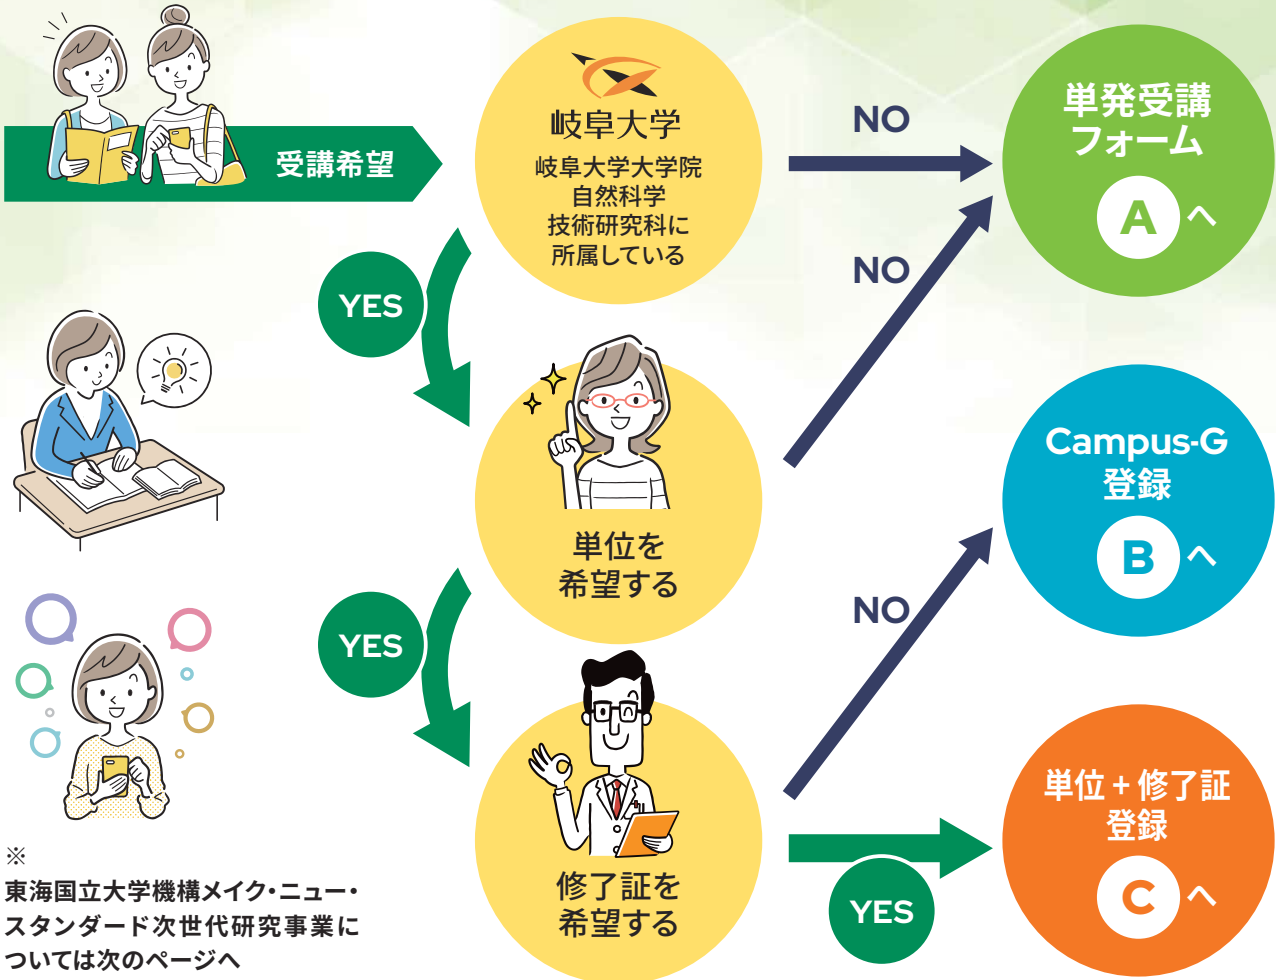 受講希望
岐阜大学
岐阜大学大学院
自然科学
技術研究科に
所属している
NO
単発受講
フォーム
A へ
YES
NO
単位を
希望する
Campus-G
登録
B へ
YES
NO
修了証を
希望する
YES
単位 + 修了証
登録
C へ
※
東海国立大学機構メイク・ニュー・
スタンダード次世代研究事業に
ついては次のページへ